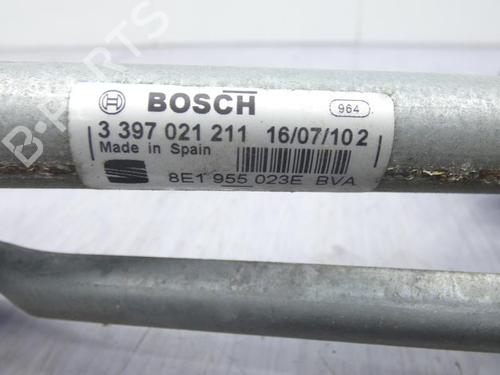 BOSCH 964
3 397 021 211 16/07/10 2
Made in Spain
8E1 955 023E BVA
B-PARTS